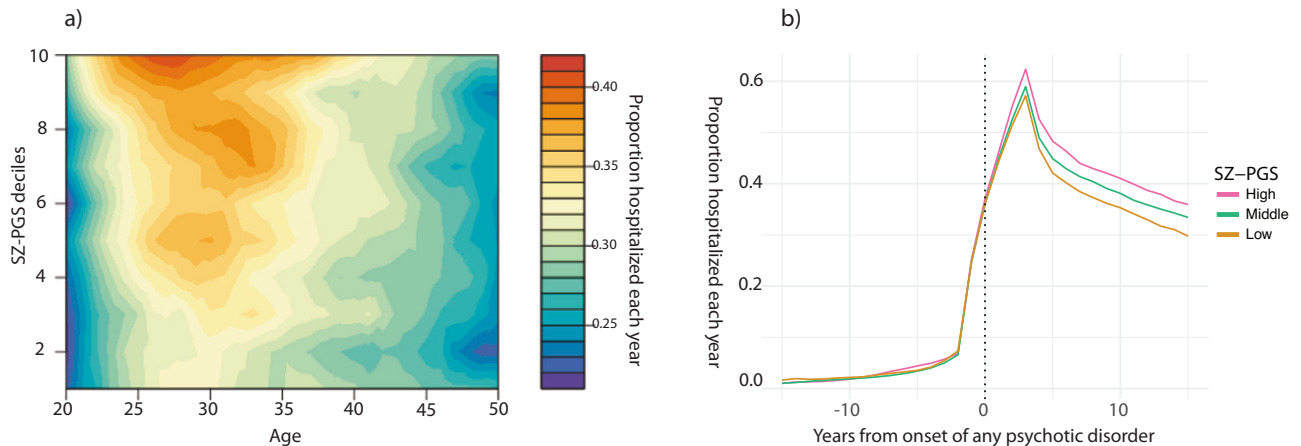 a)
SZ-PGS deciles
10
8
6
4
2
20 25 30 35 40 45 50
Age
0.40
0.35
0.30
0.25
Proportion hospitalized each year
b)
Proportion hospitalized each year
0.6
0.4
0.2
0.0
-10 0 10
Years from onset of any psychotic disorder
SZ−PGS
High
Middle
Low